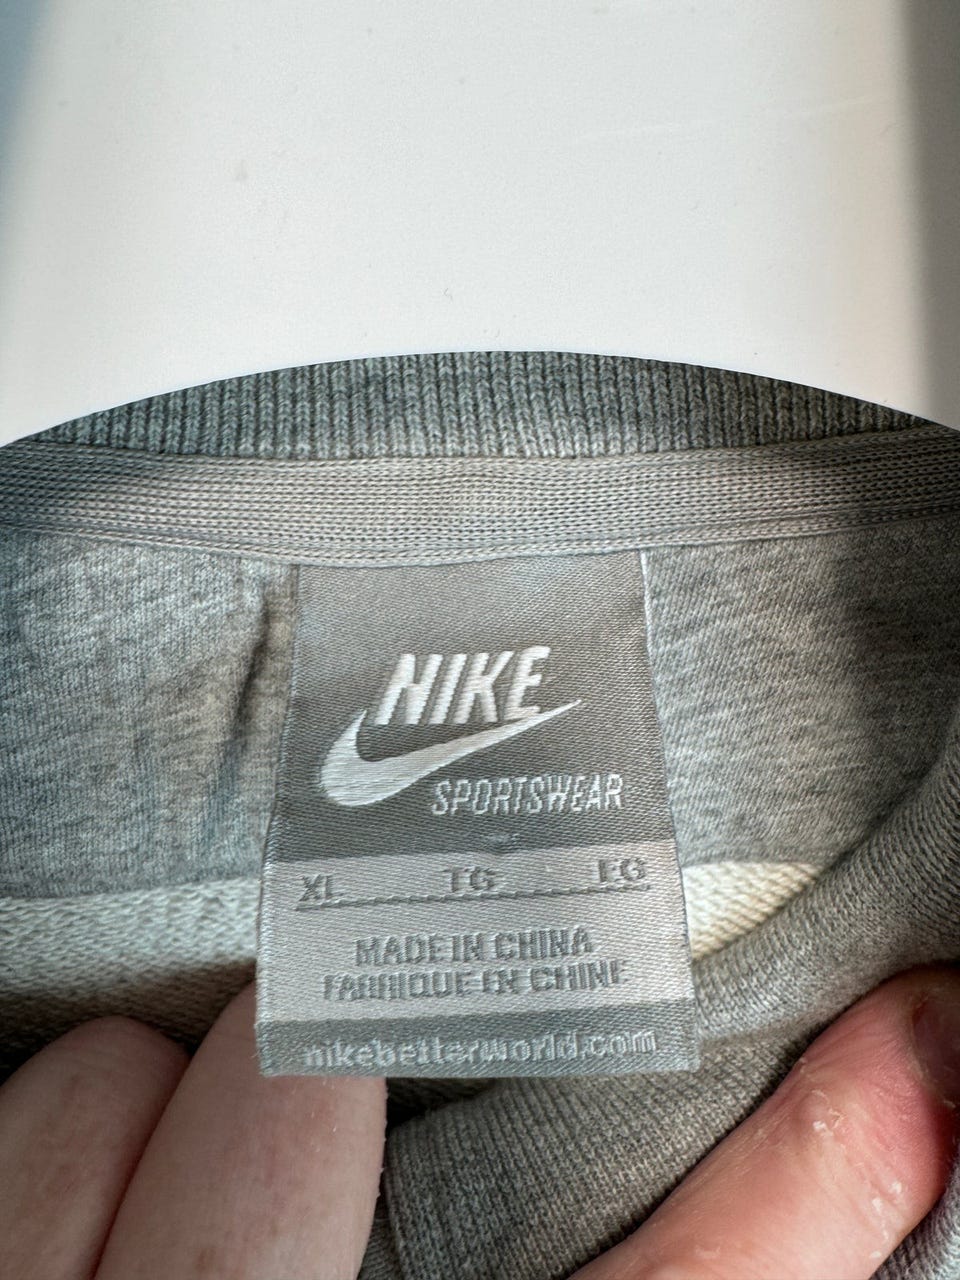 NIKE
SPORTSWEAR
XL TG EG
MADE IN CHINA
FABRIQUE EN CHINE
nikebetterworld.com